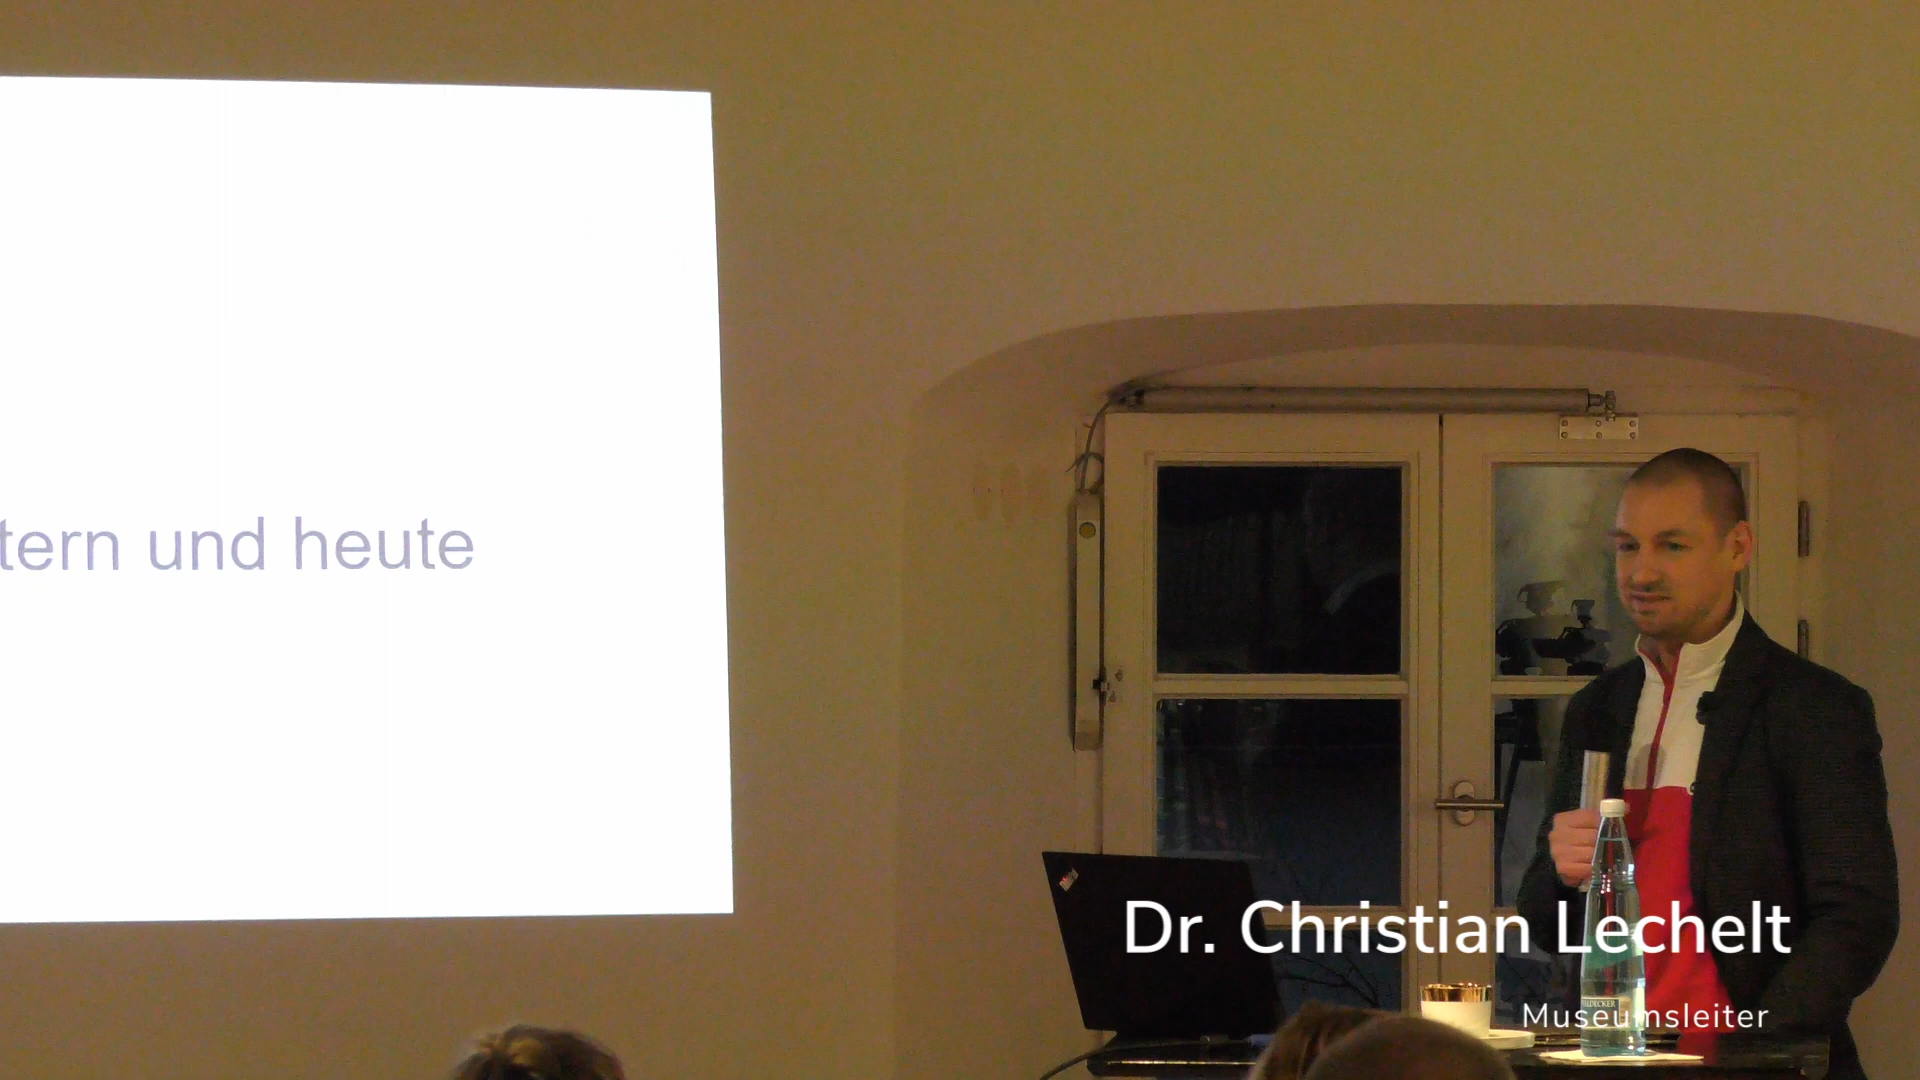 tern und heute
Dr. Christian Lechelt
Museumsleiter